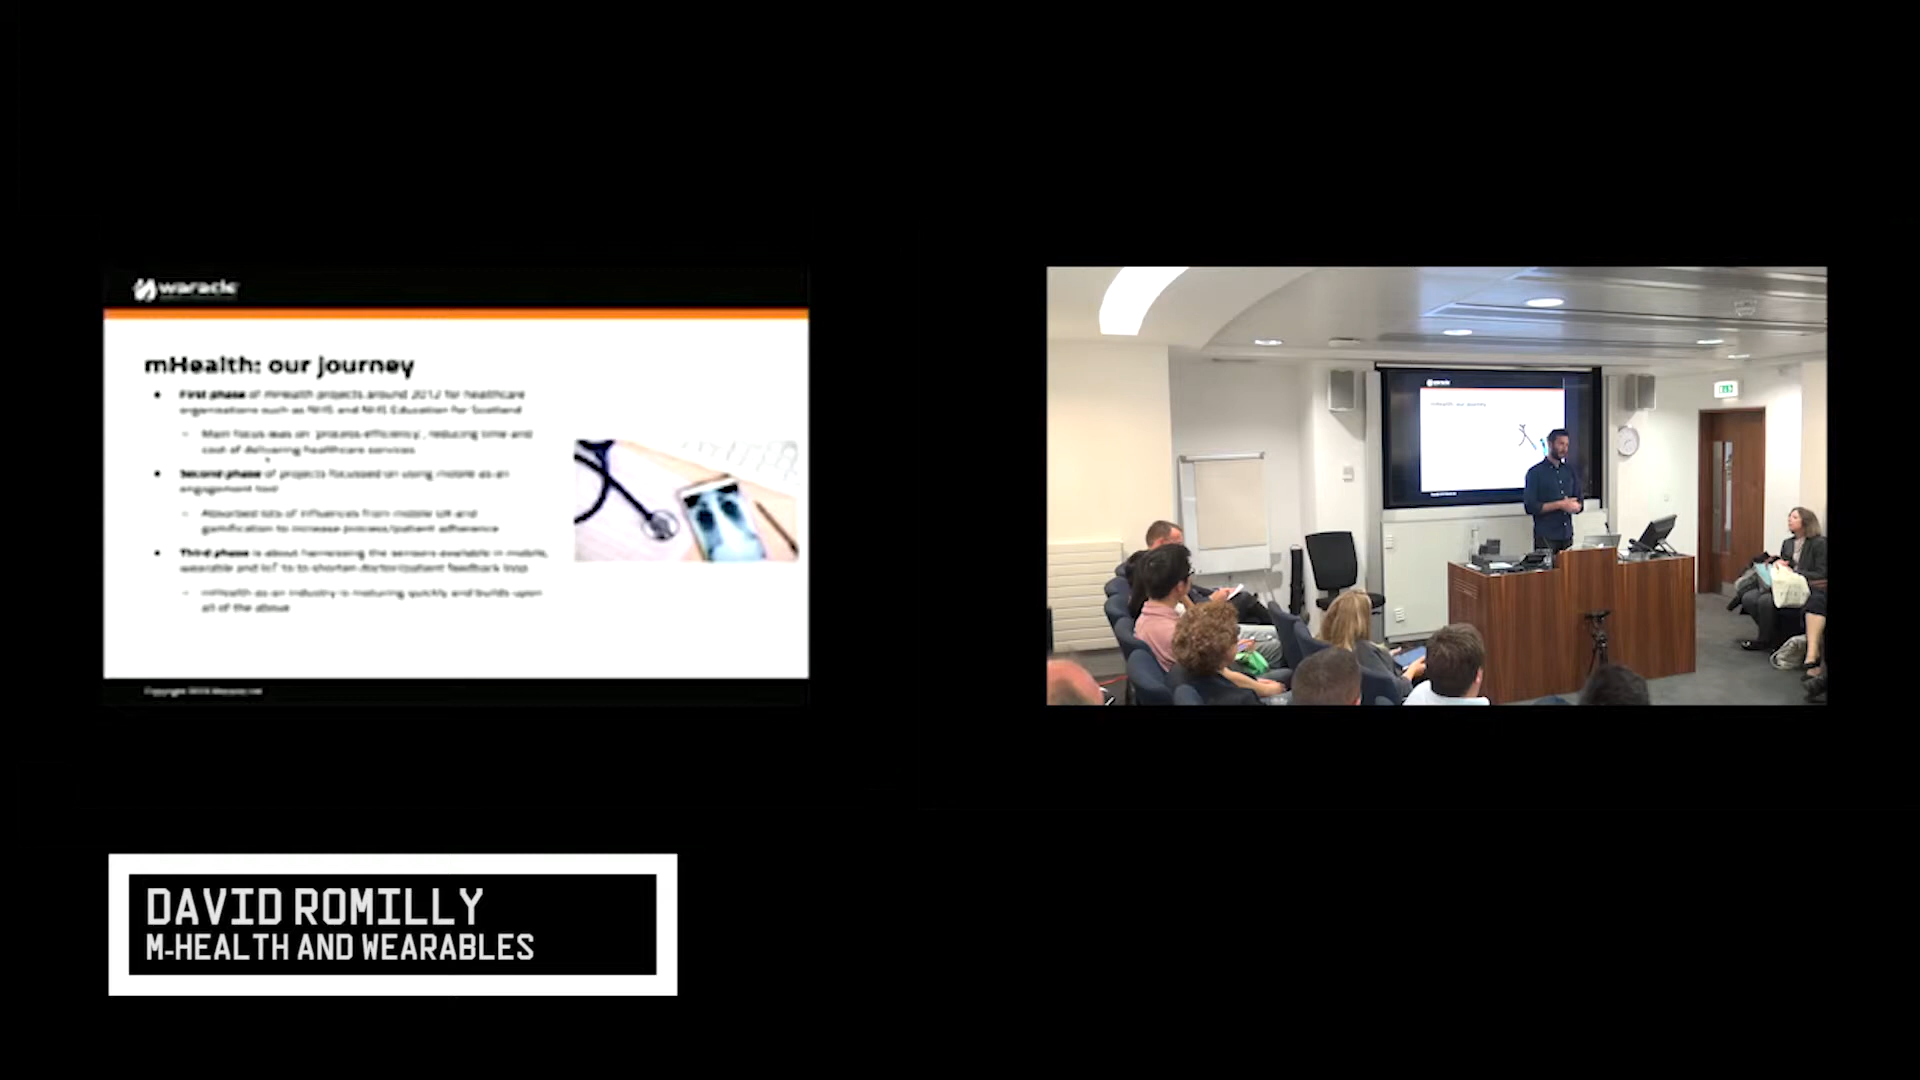 waracle
mHealth: our journey
First phase of mHealth projects around 2012 for healthcare
organisations such as NHS and NHS Education for Scotland
Main focus was on 'process efficiency', reducing time and
cost of delivering healthcare services
Second phase of projects focussed on using mobile as an
engagement tool
Absorbed lots of influences from mobile UX and
gamification to increase process/patient adherence
Third phase is about harnessing the sensors available in mobile,
wearable and IoT to to shorten doctor/patient feedback loop
mHealth as an industry is maturing quickly and builds upon
all of the above
Copyright
mHealth: our journey
DAVID ROMILLY
M-HEALTH AND WEARABLES